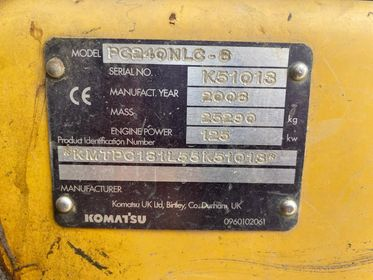 MODEL PC240NLC-8
SERIAL NO. K51013
CE
MANUFACT. YEAR 2008
MASS 25290 kg
ENGINE POWER 125 kw
Product Identification Number
MANUFACTURER
Komatsu UK Ltd, Birtley, Co. Durham, UK
KOMATSU 0960102061